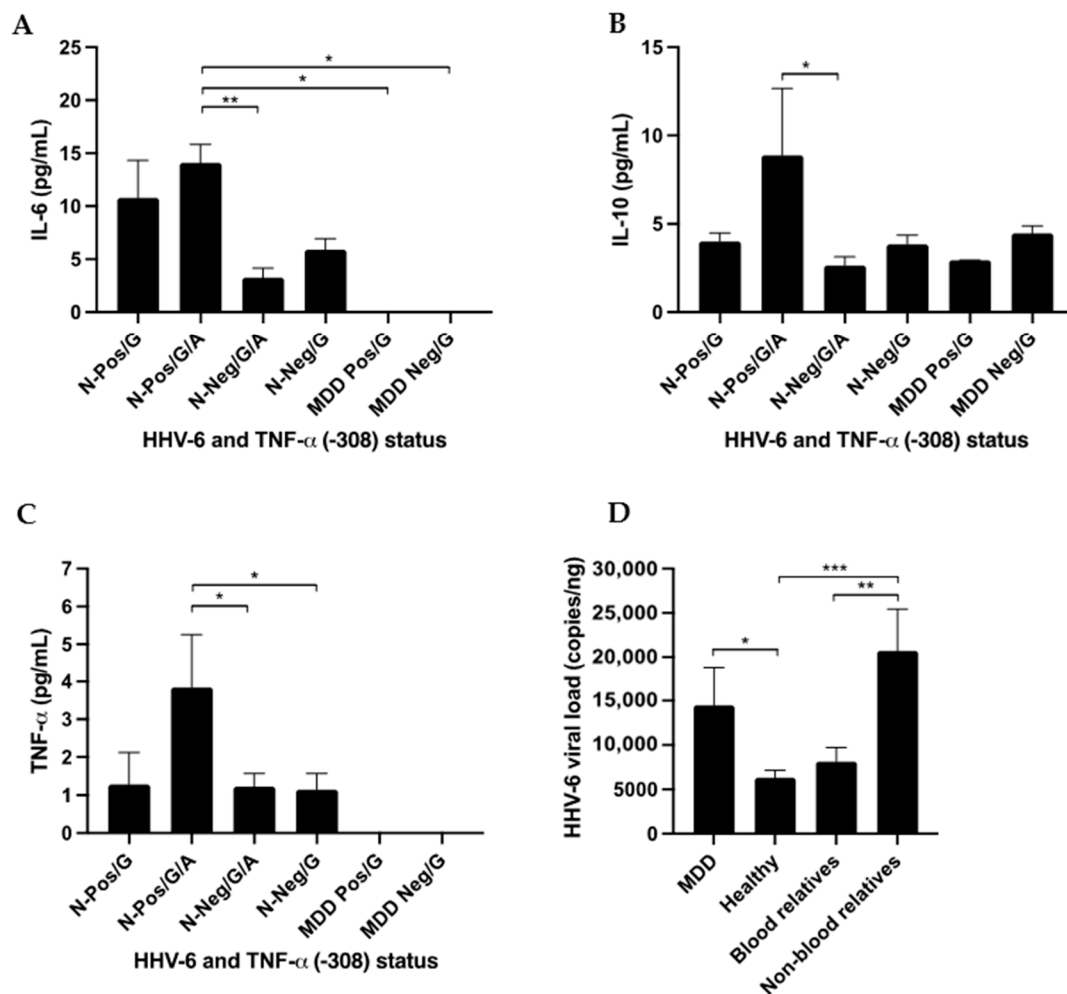 A
25
20
15
10
5
0
IL-6 (pg/mL)
*
*
**
N-Pos/G
N-Pos/G/A
N-Neg/G/A
N-Neg/G
MDD Pos/G
MDD Neg/G
HHV-6 and TNF-α (-308) status
B
15
10
5
0
IL-10 (pg/mL)
*
N-Pos/G
N-Pos/G/A
N-Neg/G/A
N-Neg/G
MDD Pos/G
MDD Neg/G
HHV-6 and TNF-α (-308) status
C
7
6
5
4
3
2
1
0
TNF-α (pg/mL)
*
*
N-Pos/G
N-Pos/G/A
N-Neg/G/A
N-Neg/G
MDD Pos/G
MDD Neg/G
HHV-6 and TNF-α (-308) status
D
30,000
25,000
20,000
15,000
10,000
5000
0
HHV-6 viral load (copies/ng)
***
**
*
MDD
Healthy
Blood relatives
Non-blood relatives